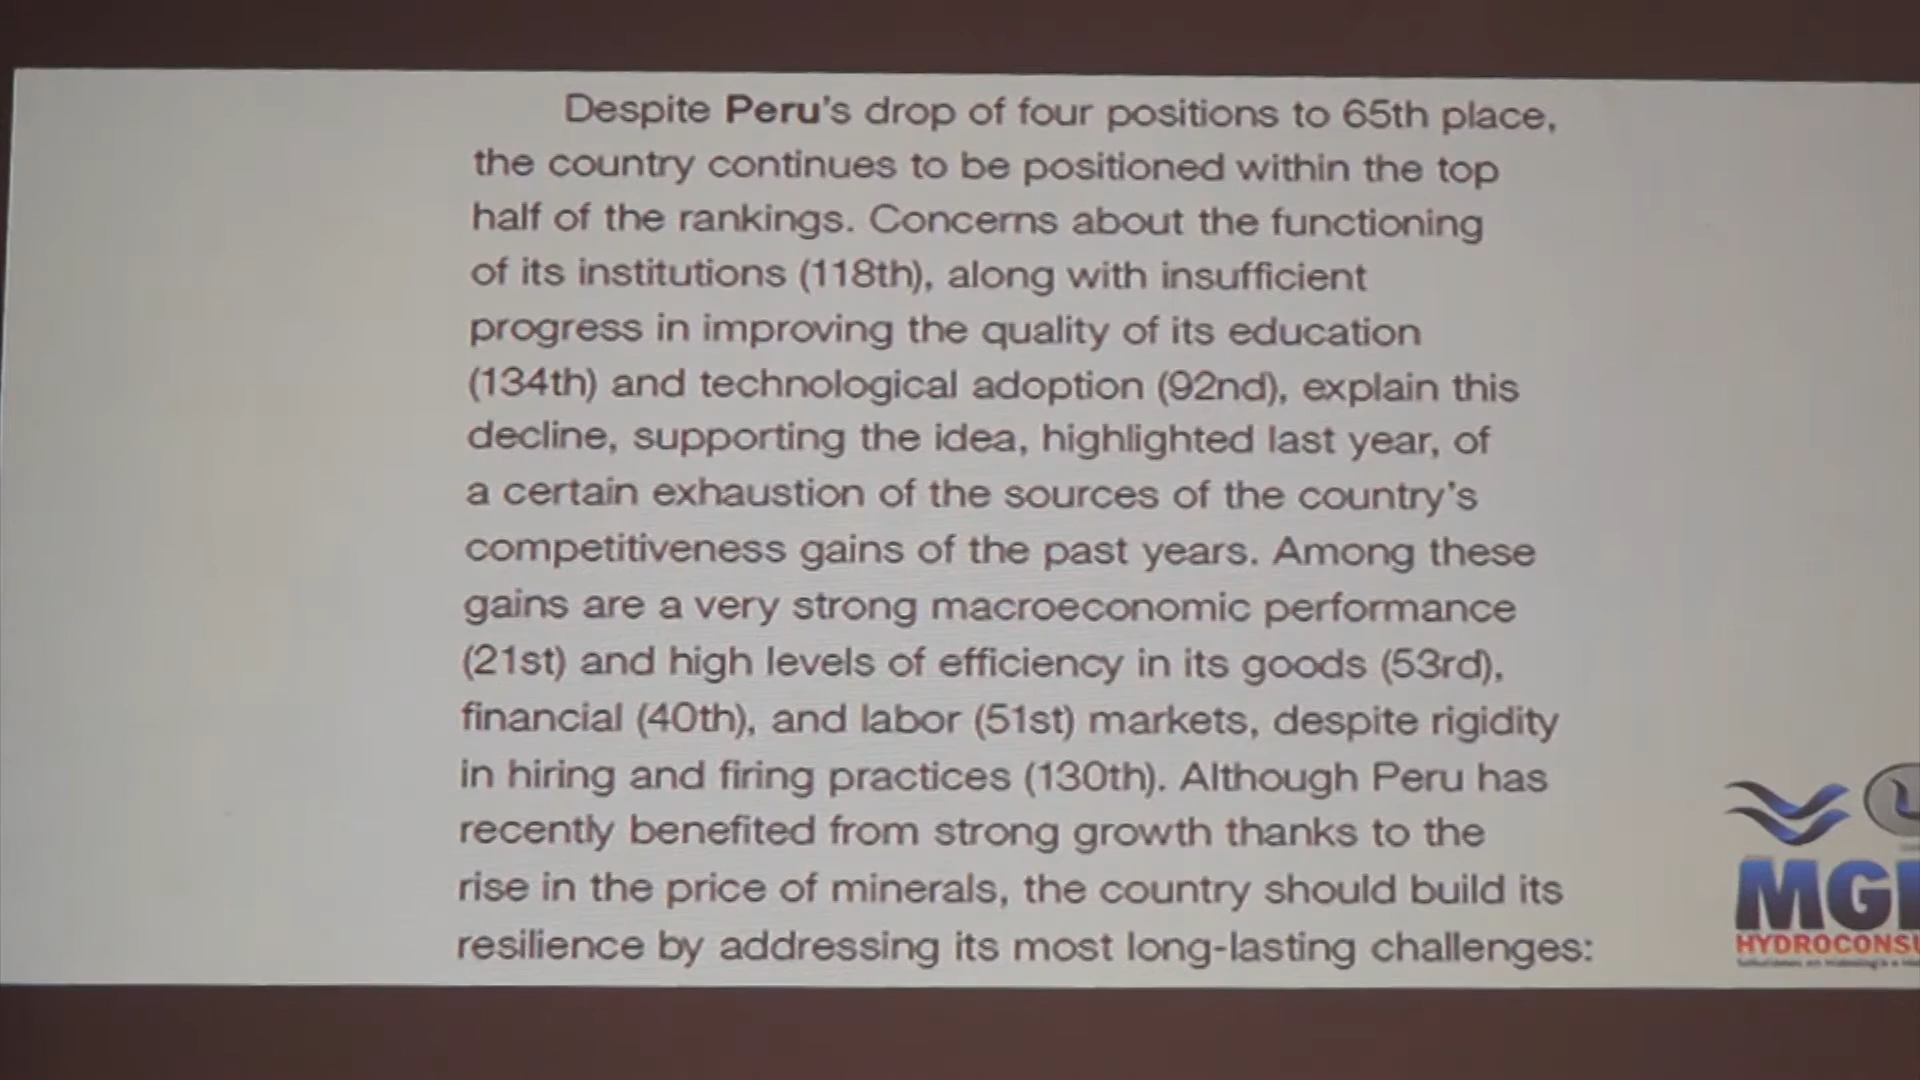 Despite Peru's drop of four positions to 65th place,
the country continues to be positioned within the top
half of the rankings. Concerns about the functioning
of its institutions (118th), along with insufficient
progress in improving the quality of its education
(134th) and technological adoption (92nd), explain this
decline, supporting the idea, highlighted last year, of
a certain exhaustion of the sources of the country's
competitiveness gains of the past years. Among these
gains are a very strong macroeconomic performance
(21st) and high levels of efficiency in its goods (53rd),
financial (40th), and labor (51st) markets, despite rigidity
in hiring and firing practices (130th). Although Peru has
recently benefited from strong growth thanks to the
rise in the price of minerals, the country should build its
resilience by addressing its most long-lasting challenges:
MG
HYDROCONSU